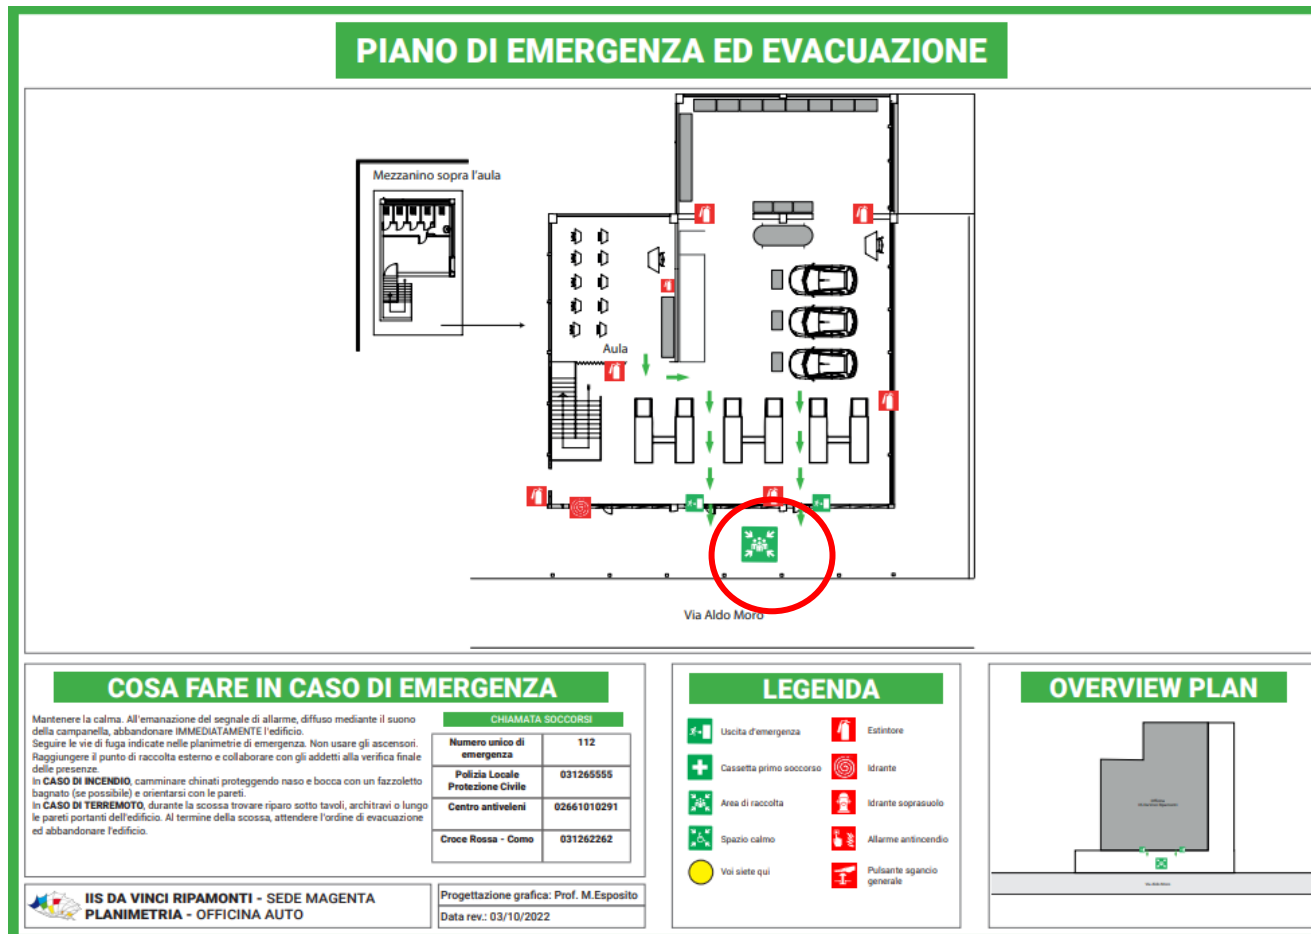 PIANO DI EMERGENZA ED EVACUAZIONE
Mezzanino sopra l'aula
Aula
Via Aldo Moro
COSA FARE IN CASO DI EMERGENZA
Mantenere la calma. All'emanazione del segnale di allarme, diffuso mediante il suono
della campanella, abbandonare IMMEDIATAMENTE l'edificio.
Seguire le vie di fuga indicate nelle planimetrie di emergenza. Non usare gli ascensori.
Raggiungere il punto di raccolta esterno e collaborare con gli addetti alla verifica finale
delle presenze.
In CASO DI INCENDIO, camminare chinati proteggendo naso e bocca con un fazzoletto
bagnato (se possibile) e orientarsi con le pareti.
In CASO DI TERREMOTO, durante la scossa trovare riparo sotto tavoli, architravi o lungo
le pareti portanti dell'edificio. Al termine della scossa, attendere l'ordine di evacuazione
ed abbandonare l'edificio.
CHIAMATA SOCCORSI
Numero unico di
emergenza
112
Polizia Locale
Protezione Civile
031265555
Centro antiveleni
02661010291
Croce Rossa - Como
031262262
IIS DA VINCI RIPAMONTI - SEDE MAGENTA
PLANIMETRIA - OFFICINA AUTO
Progettazione grafica: Prof. M.Esposito
Data rev.: 03/10/2022
LEGENDA
Uscita d'emergenza
Estintore
Cassetta primo soccorso
Idrante
Area di raccolta
Idrante soprasuolo
Spazio calmo
Allarme antincendio
Voi siete qui
Pulsante sgancio
generale
OVERVIEW PLAN
Via Aldo Moro